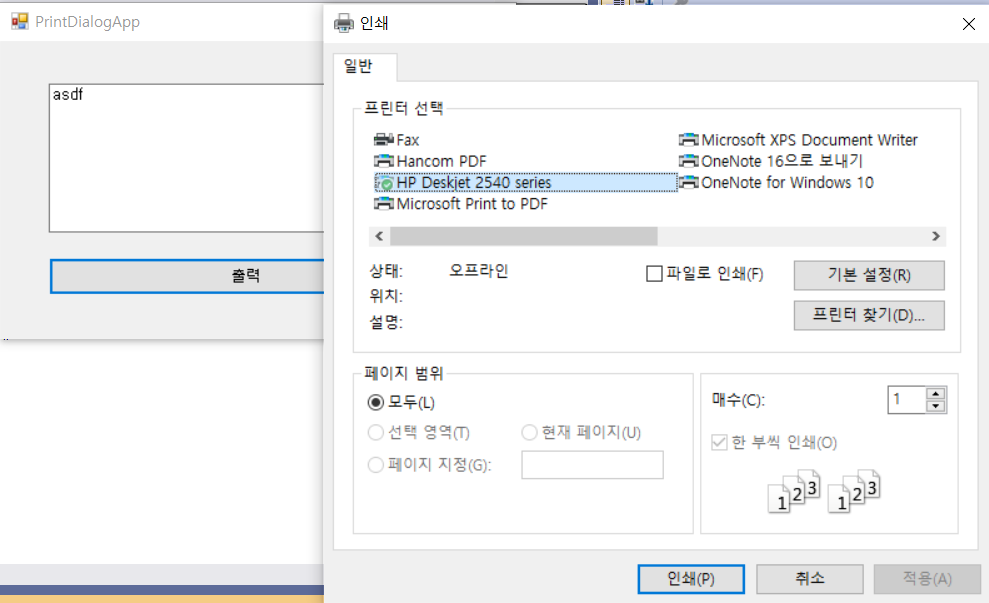 PrintDialogApp
asdf
출력
인쇄
일반
프린터 선택
Fax
Hancom PDF
HP Deskjet 2540 series
Microsoft Print to PDF
Microsoft XPS Document Writer
OneNote 16으로 보내기
OneNote for Windows 10
상태: 오프라인
위치:
설명:
파일로 인쇄(F)
기본 설정(R)
프린터 찾기(D)...
페이지 범위
모두(L)
선택 영역(T) 현재 페이지(U)
페이지 지정(G):
매수(C): 1
한 부씩 인쇄(O)
1 2 3 1 2 3
인쇄(P) 취소 적용(A)